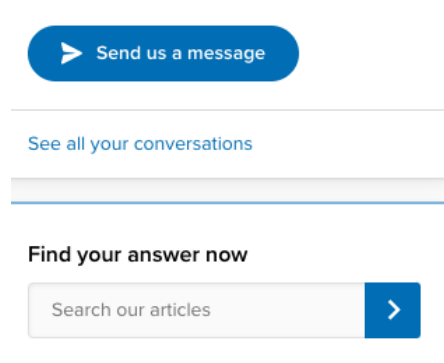 Send us a message
See all your conversations
Find your answer now
Search our articles